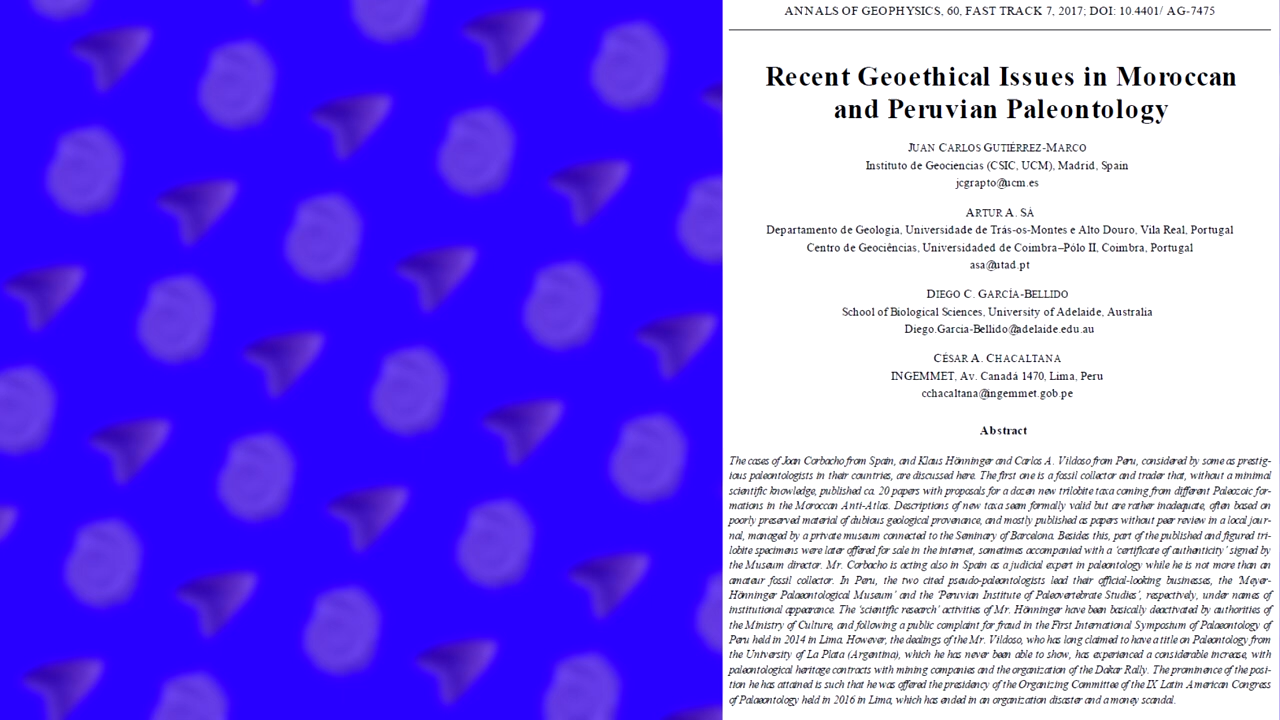 ANNALS OF GEOPHYSICS, 60, FAST TRACK 7, 2017; DOI: 10.4401/ AG-7475
Recent Geoethical Issues in Moroccan
and Peruvian Paleontology
JUAN CARLOS GUTIÉRREZ-MARCO
Instituto de Geociencias (CSIC, UCM), Madrid, Spain
jcgrapto@ucm.es
ARTUR A. SÁ
Departamento de Geologia, Universidade de Trás-os-Montes e Alto Douro, Vila Real, Portugal
Centro de Geociências, Universidaded de Coimbra–Pólo II, Coimbra, Portugal
asa@utad.pt
DIEGO C. GARCÍA-BELLIDO
School of Biological Sciences, University of Adelaide, Australia
Diego.Garcia-Bellido@adelaide.edu.au
CÉSAR A. CHACALTANA
INGEMMET, Av. Canadá 1470, Lima, Peru
cchacaltana@ingemmet.gob.pe
Abstract
The cases of Joan Corbacho from Spain, and Klaus Hönninger and Carlos A. Vildoso from Peru, considered by some as prestig-
ious paleontologists in their countries, are discussed here. The first one is a fossil collector and trader that, without a minimal
scientific knowledge, published ca. 20 papers with proposals for a dozen new trilobite taxa coming from different Paleozoic for-
mations in the Moroccan Anti-Atlas. Descriptions of new taxa seem formally valid but are rather inadequate, often based on
poorly preserved material of dubious geological provenance, and mostly published as papers without peer review in a local jour-
nal, managed by a private museum connected to the Seminary of Barcelona. Besides this, part of the published and figured tri-
lobite specimens were later offered for sale in the internet, sometimes accompanied with a 'certificate of authenticity' signed by
the Museum director. Mr. Corbacho is acting also in Spain as a judicial expert in paleontology while he is not more than an
amateur fossil collector. In Peru, the two cited pseudo-paleontologists lead their official-looking businesses, the 'Meyer-
Hönninger Palaeontological Museum' and the 'Peruvian Institute of Paleovertebrate Studies', respectively, under names of
institutional appearance. The 'scientific research' activities of Mr. Hönninger have been basically deactivated by authorities of
the Ministry of Culture, and following a public complaint for fraud in the First International Symposium of Palaeontology of
Peru held in 2014 in Lima. However, the dealings of the Mr. Vildoso, who has long claimed to have a title on Paleontology from
the University of La Plata (Argentina), which he has never been able to show, has experienced a considerable increase, with
paleontological heritage contracts with mining companies and the organization of the Dakar Rally. The prominence of the posi-
tion he has attained is such that he was offered the presidency of the Organizing Committee of the IX Latin American Congress
of Palaeontology held in 2016 in Lima, which has ended in an organization disaster and a money scandal.